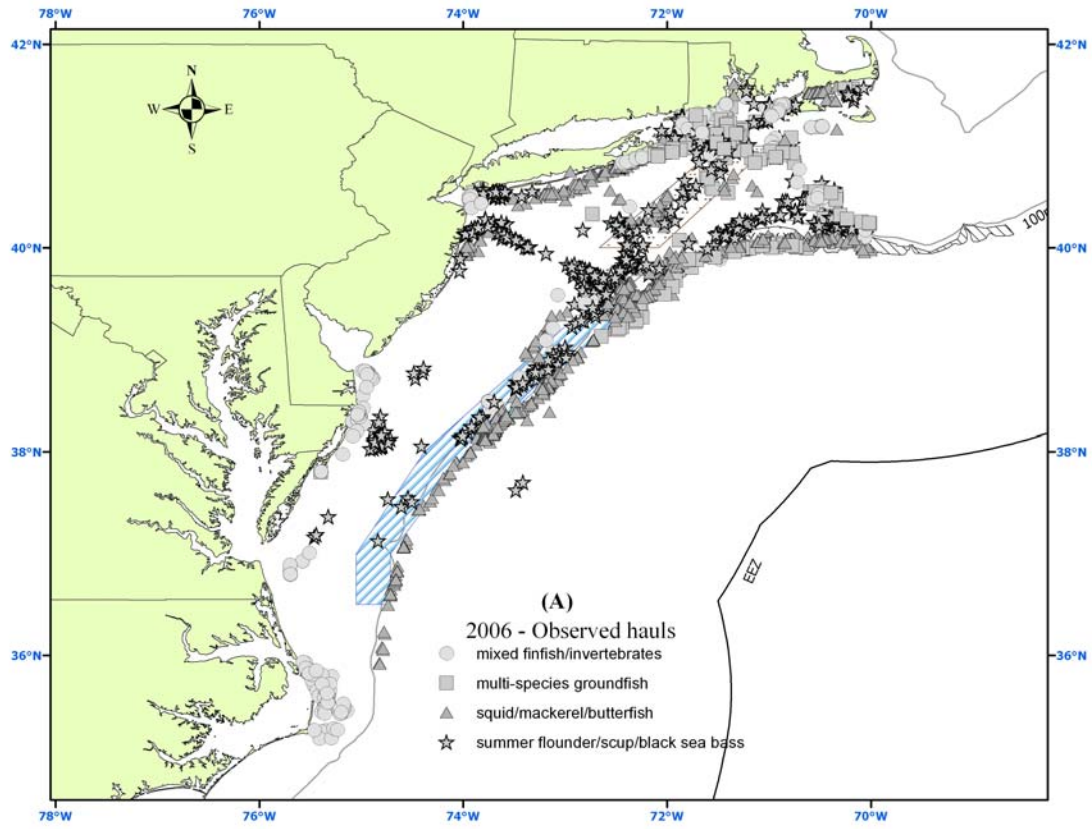 78°W 76°W 74°W 72°W 70°W
42°N 42°N
N
W E
S
40°N 40°N
38°N 38°N
EEZ
(A)
2006 - Observed hauls
36°N 36°N
mixed finfish/invertebrates
multi-species groundfish
squid/mackerel/butterfish
summer flounder/scup/black sea bass
78°W 76°W 74°W 72°W 70°W